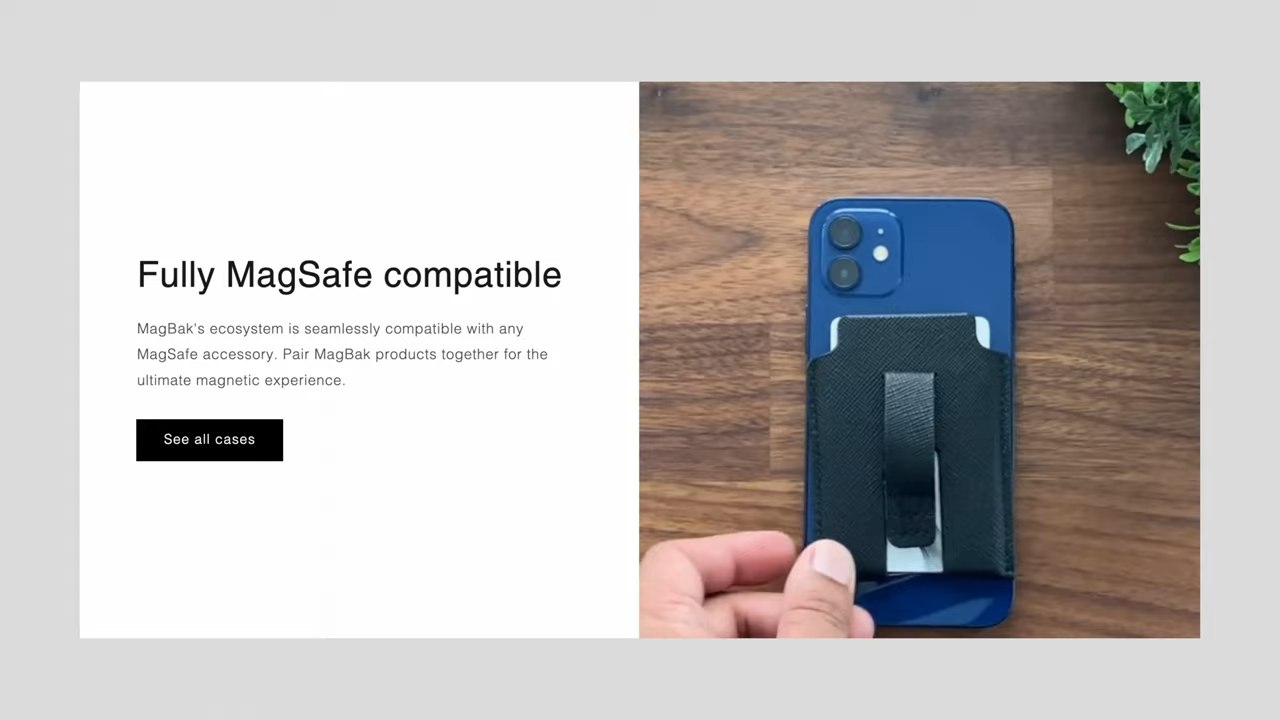 Fully MagSafe compatible
MagBak's ecosystem is seamlessly compatible with any
MagSafe accessory. Pair MagBak products together for the
ultimate magnetic experience.
See all cases